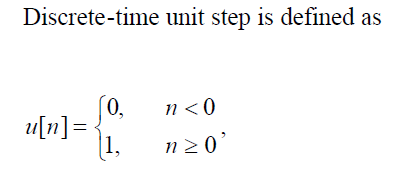 Discrete-time unit step is defined as
u[n] = {0, n < 0
1, n ≥ 0 ,